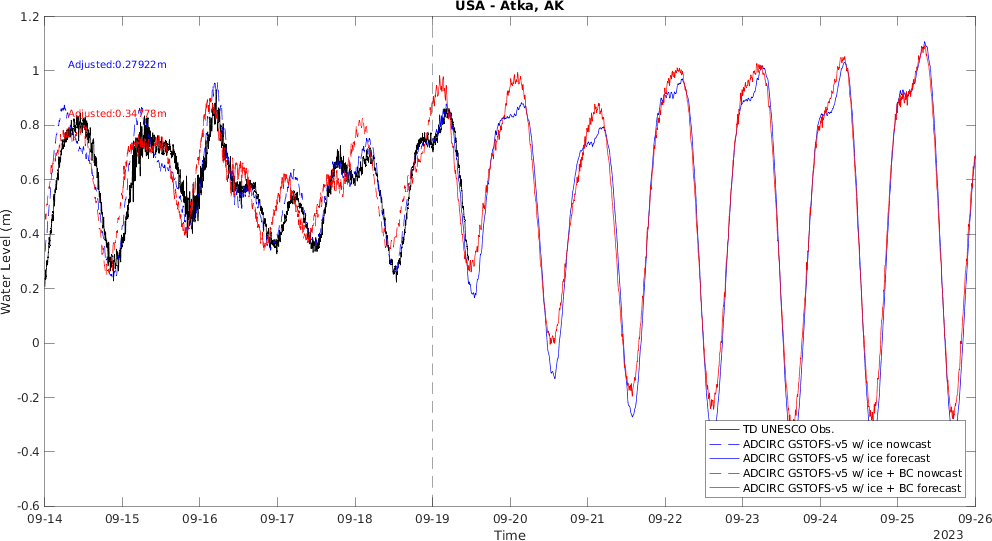 USA - Atka, AK
1.2
1
0.8
0.6
0.4
0.2
0
-0.2
-0.4
-0.6
Water Level (m)
Adjusted:0.27922m
TD UNESCO Obs.
ADCIRC GSTOFS-v5 w/ ice nowcast
ADCIRC GSTOFS-v5 w/ ice forecast
ADCIRC GSTOFS-v5 w/ ice + BC nowcast
ADCIRC GSTOFS-v5 w/ ice + BC forecast
09-14 09-15 09-16 09-17 09-18 09-19 09-20 09-21 09-22 09-23 09-24 09-25 09-26
Time
2023